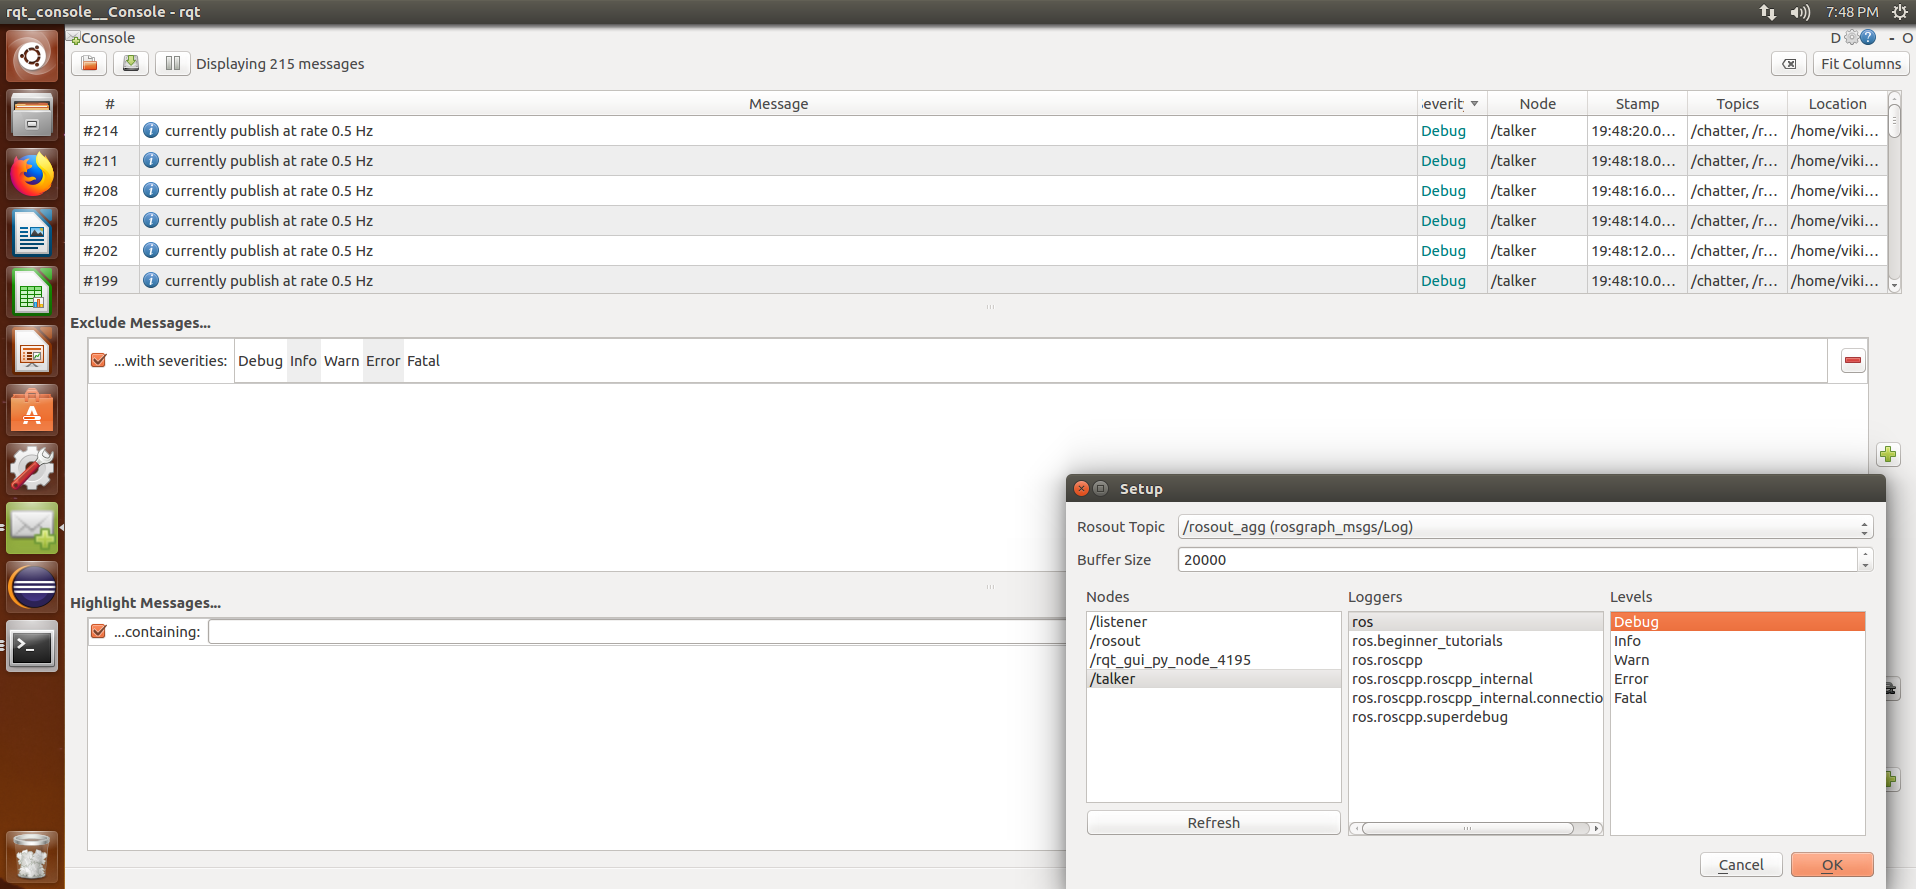 rqt_console__Console - rqt
7:48 PM
Console
D - O
Displaying 215 messages
Fit Columns
# Message Node Stamp Topics Location
#214 currently publish at rate 0.5 Hz Debug /talker 19:48:20.0... /chatter, /r... /home/viki...
#211 currently publish at rate 0.5 Hz Debug /talker 19:48:18.0... /chatter, /r... /home/viki...
#208 currently publish at rate 0.5 Hz Debug /talker 19:48:16.0... /chatter, /r... /home/viki...
#205 currently publish at rate 0.5 Hz Debug /talker 19:48:14.0... /chatter, /r... /home/viki...
#202 currently publish at rate 0.5 Hz Debug /talker 19:48:12.0... /chatter, /r... /home/viki...
#199 currently publish at rate 0.5 Hz Debug /talker 19:48:10.0... /chatter, /r... /home/viki...
Exclude Messages...
...with severities: Debug Info Warn Error Fatal
Highlight Messages...
...containing:
Setup
Rosout Topic /rosout_agg (rosgraph_msgs/Log)
Buffer Size 20000
Nodes Loggers Levels
/listener ros Debug
/rosout ros.beginner_tutorials Info
/rqt_gui_py_node_4195 ros.roscpp Warn
/talker ros.roscpp.roscpp_internal Error
ros.roscpp.roscpp_internal.connectio Fatal
ros.roscpp.superdebug
Refresh
Cancel OK